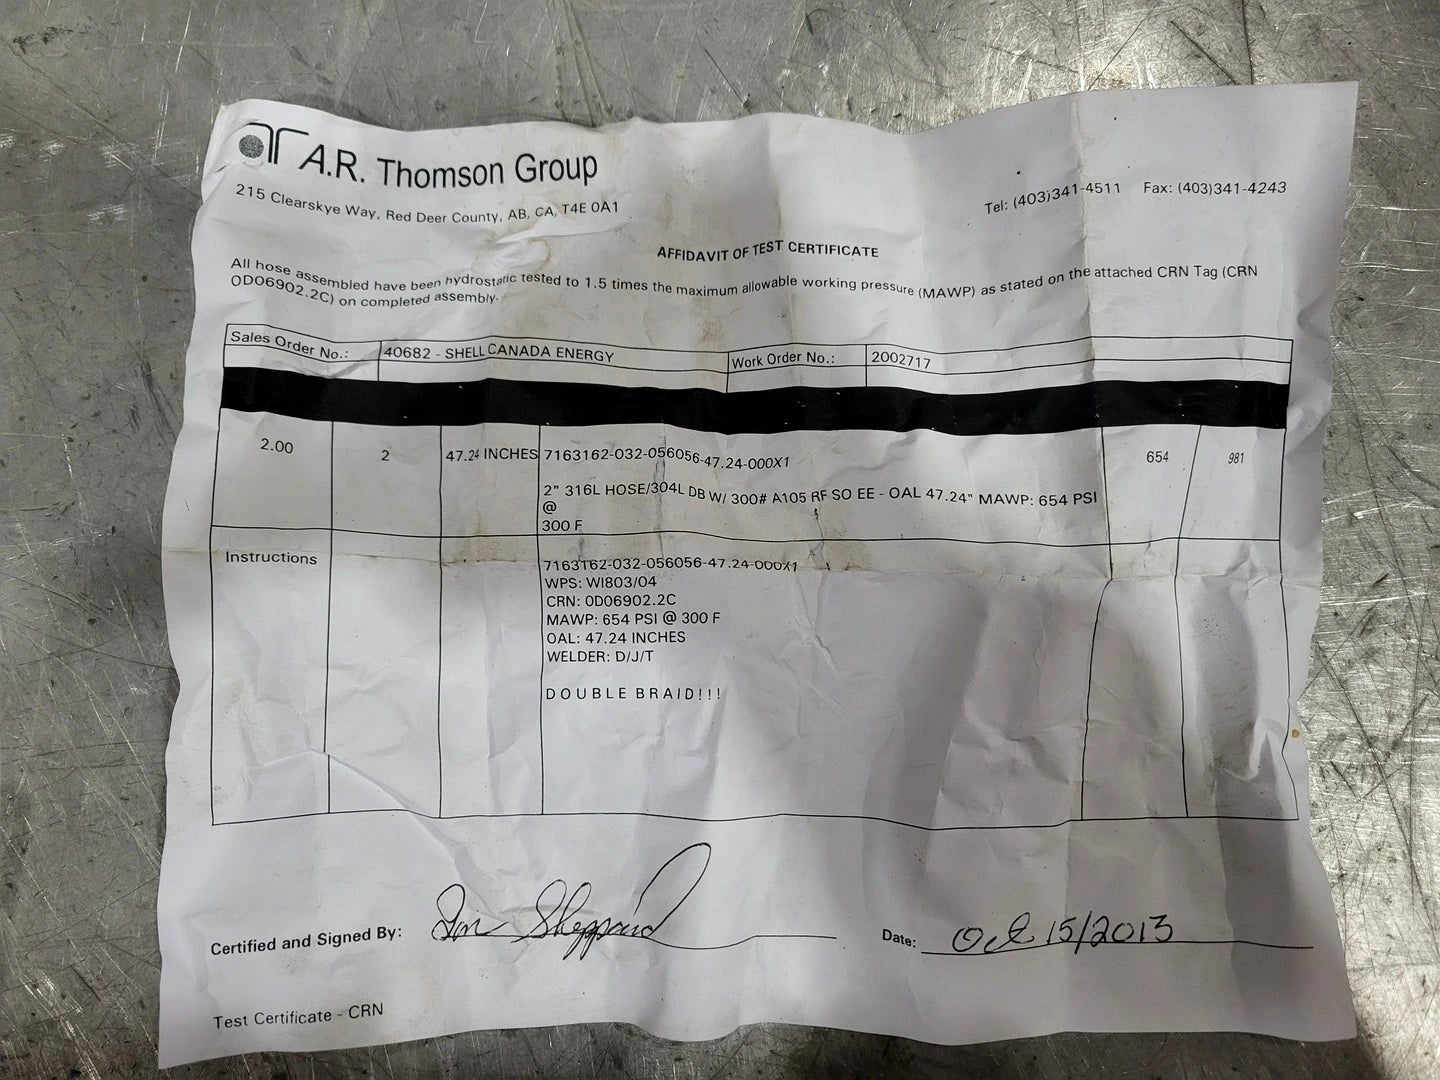 A.R. Thomson Group
215 Clearskye Way, Red Deer County, AB, CA, T4E 0A1
Tel: (403)341-4511 Fax: (403)341-4243
AFFIDAVIT OF TEST CERTIFICATE
All hose assembled have been hydrostatic tested to 1.5 times the maximum allowable working pressure (MAWP) as stated on the attached CRN Tag (CRN
0D06902.2C) on completed assembly.
Sales Order No.: 40682 - SHELL CANADA ENERGY Work Order No.: 2002717
2.00 2 47.24 INCHES 7163162-032-056056-47.24-000X1 654 981
2" 316L HOSE/304L DB W/ 300# A105 RF SO EE - OAL 47.24" MAWP: 654 PSI
@
300 F
Instructions 7163162-032-056056-47.24-000X1
WPS: WI803/04
CRN: 0D06902.2C
MAWP: 654 PSI @ 300 F
OAL: 47.24 INCHES
WELDER: D/J/T
DOUBLE BRAID!!!
Certified and Signed By: Sheppard Date: Oct 15/2013
Test Certificate - CRN